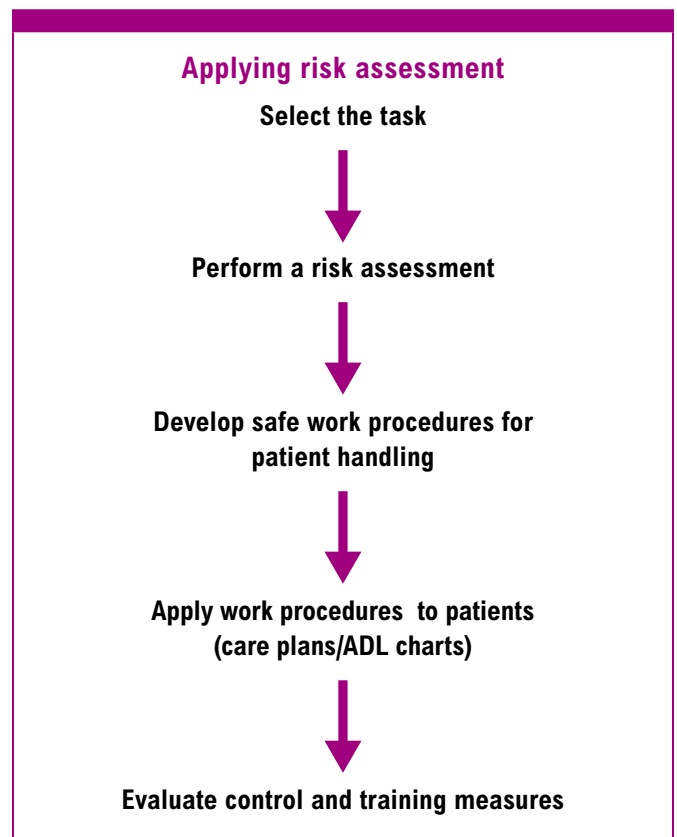 Applying risk assessment
Select the task
Perform a risk assessment
Develop safe work procedures for
patient handling
Apply work procedures to patients
(care plans/ADL charts)
Evaluate control and training measures